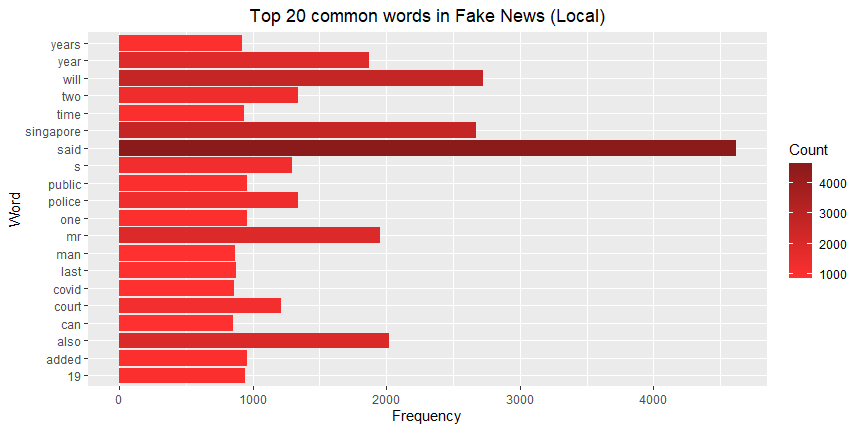 Top 20 common words in Fake News (Local)
years
year
will
two
time
singapore
said
s
public
police
one
mr
man
last
covid
court
can
also
added
19
Word
0 1000 2000 3000 4000
Frequency
Count
4000
3000
2000
1000